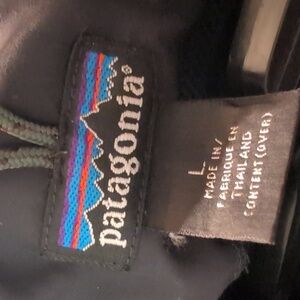 patagonia®
L
MADE IN/
FABRIQUE EN
THAILAND
CONTENT (OVER)